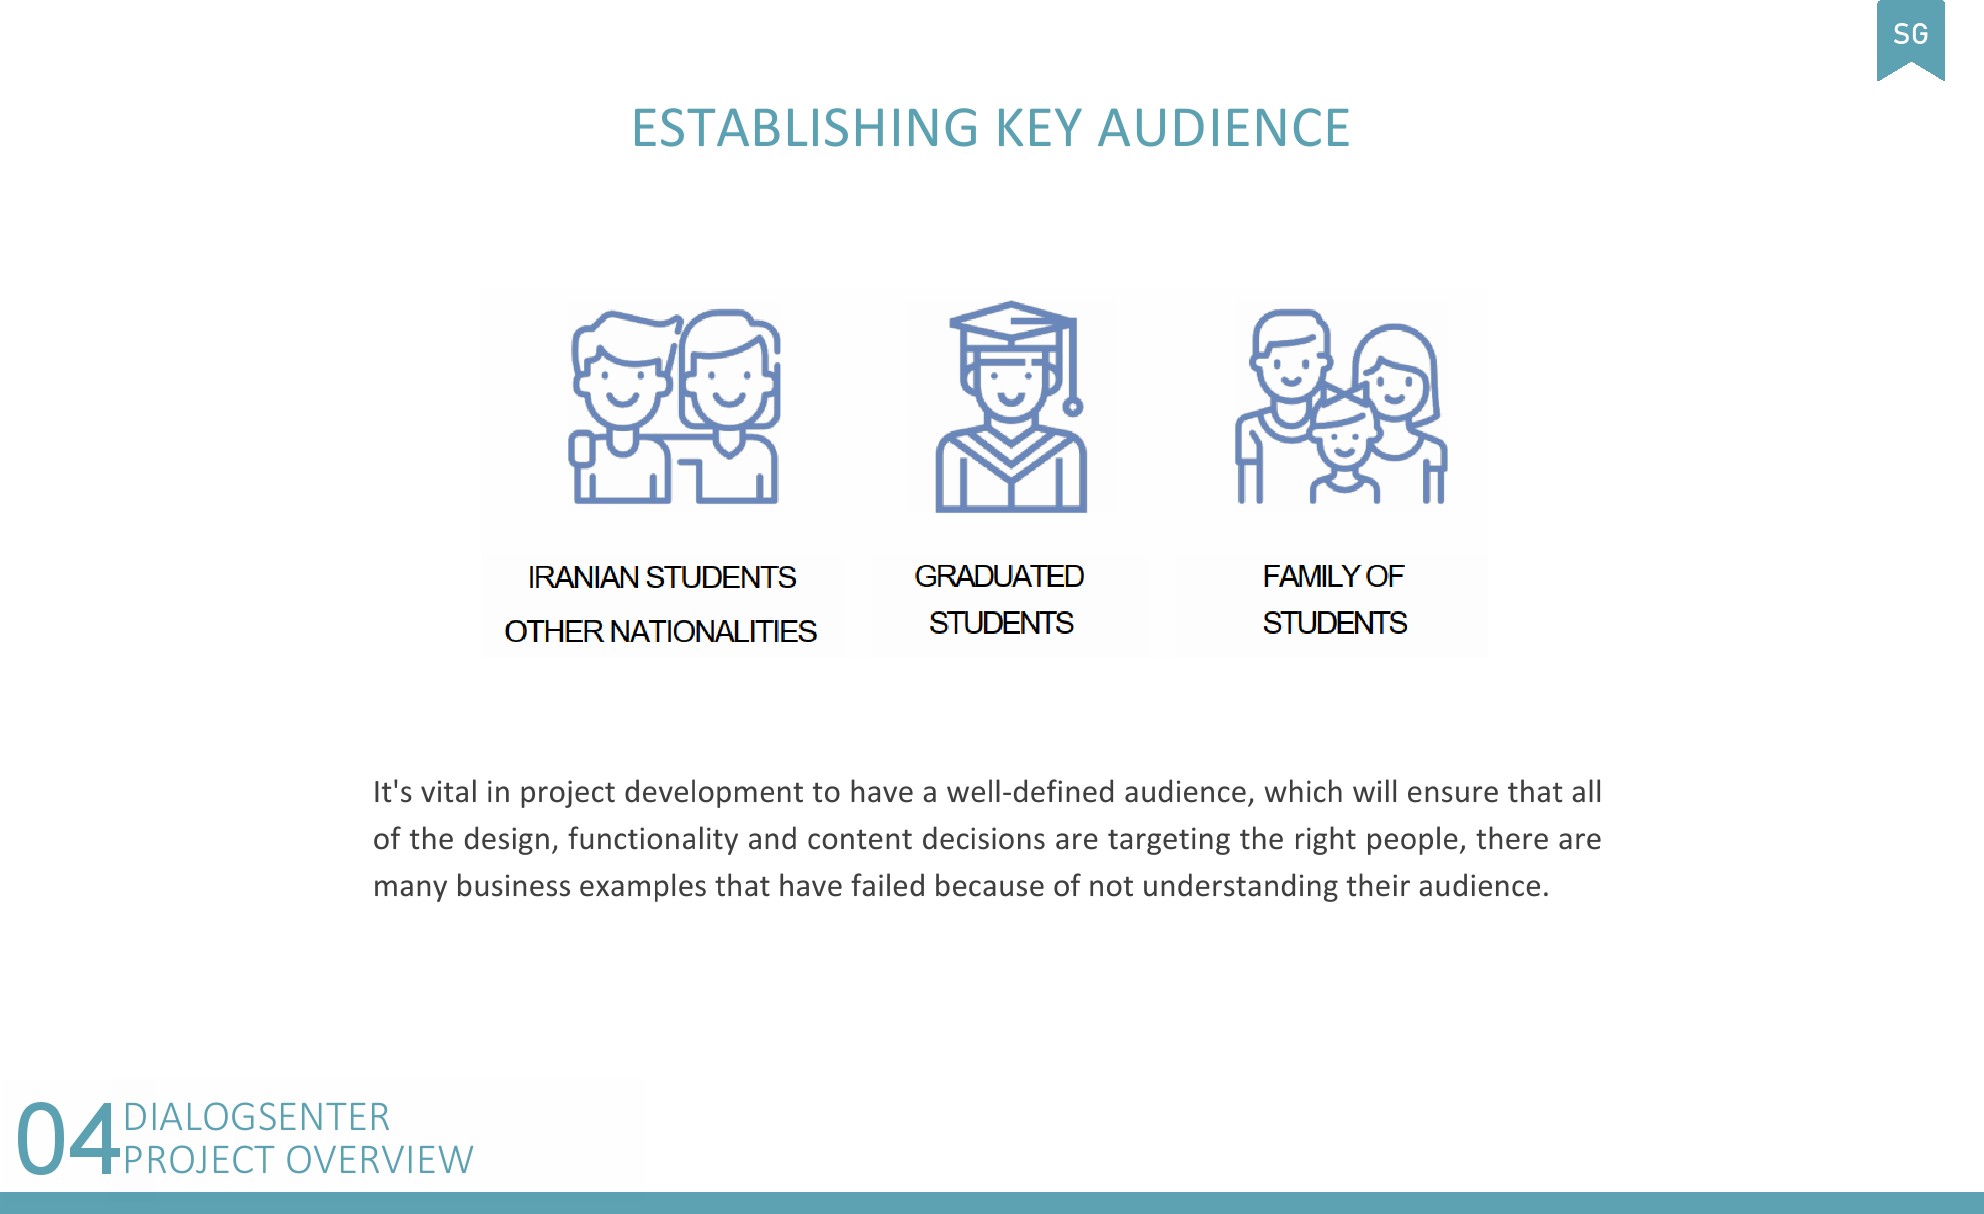 SG
ESTABLISHING KEY AUDIENCE
IRANIAN STUDENTS
OTHER NATIONALITIES
GRADUATED
STUDENTS
FAMILY OF
STUDENTS
It's vital in project development to have a well-defined audience, which will ensure that all
of the design, functionality and content decisions are targeting the right people, there are
many business examples that have failed because of not understanding their audience.
04
DIALOGSENTER
PROJECT OVERVIEW